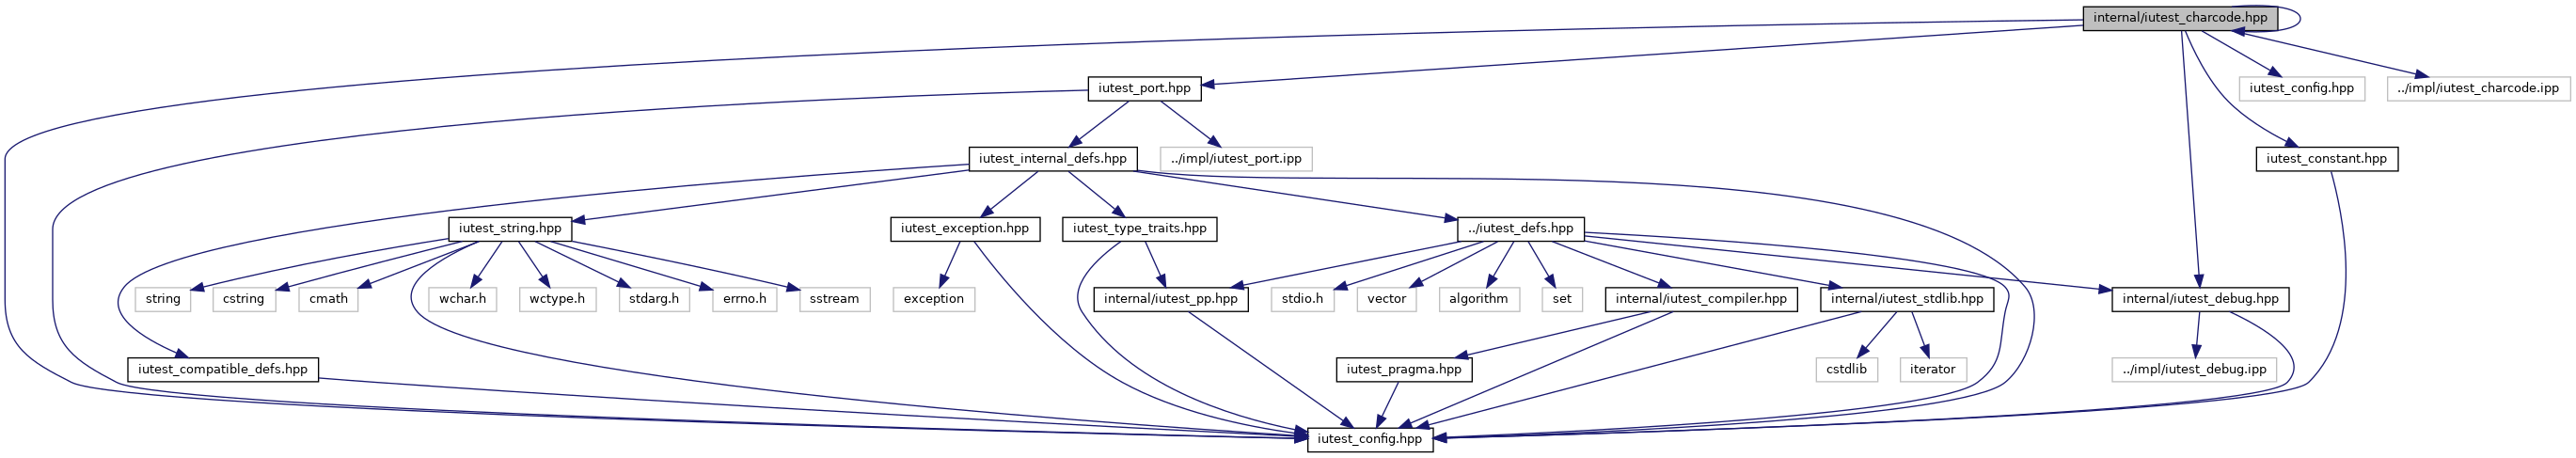 internal/iutest_charcode.hpp
iutest_port.hpp
iutest_config.hpp
../impl/iutest_charcode.ipp
iutest_internal_defs.hpp
../impl/iutest_port.ipp
iutest_constant.hpp
iutest_string.hpp
iutest_exception.hpp
iutest_type_traits.hpp
../iutest_defs.hpp
string
cstring
cmath
wchar.h
wctype.h
stdarg.h
errno.h
sstream
exception
internal/iutest_pp.hpp
stdio.h
vector
algorithm
set
internal/iutest_compiler.hpp
internal/iutest_stdlib.hpp
internal/iutest_debug.hpp
iutest_compatible_defs.hpp
iutest_pragma.hpp
cstdlib
iterator
../impl/iutest_debug.ipp
iutest_config.hpp